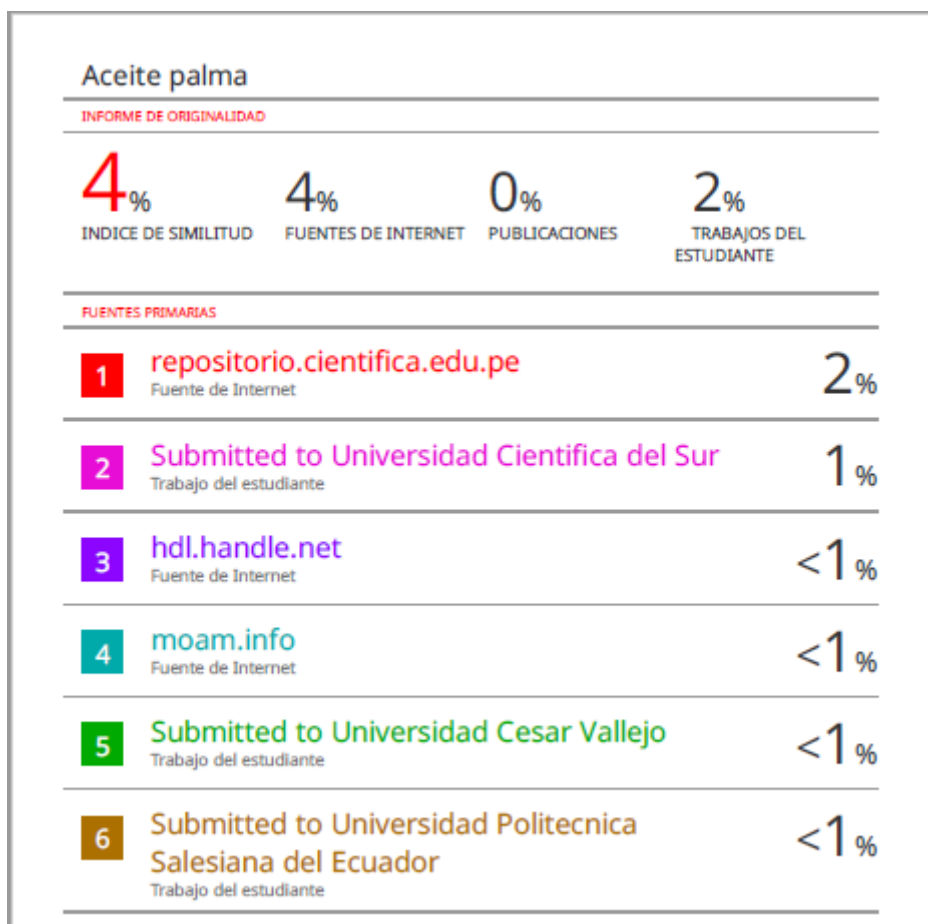 Aceite palma
INFORME DE ORIGINALIDAD
4%
4%
0%
2%
INDICE DE SIMILITUD
FUENTES DE INTERNET
PUBLICACIONES
TRABAJOS DEL
ESTUDIANTE
FUENTES PRIMARIAS
1
repositorio.cientifica.edu.pe
Fuente de Internet
2%
2
Submitted to Universidad Cientifica del Sur
Trabajo del estudiante
1%
3
hdl.handle.net
Fuente de Internet
<1%
4
moam.info
Fuente de Internet
<1%
5
Submitted to Universidad Cesar Vallejo
Trabajo del estudiante
<1%
6
Submitted to Universidad Politecnica
Salesiana del Ecuador
Trabajo del estudiante
<1%